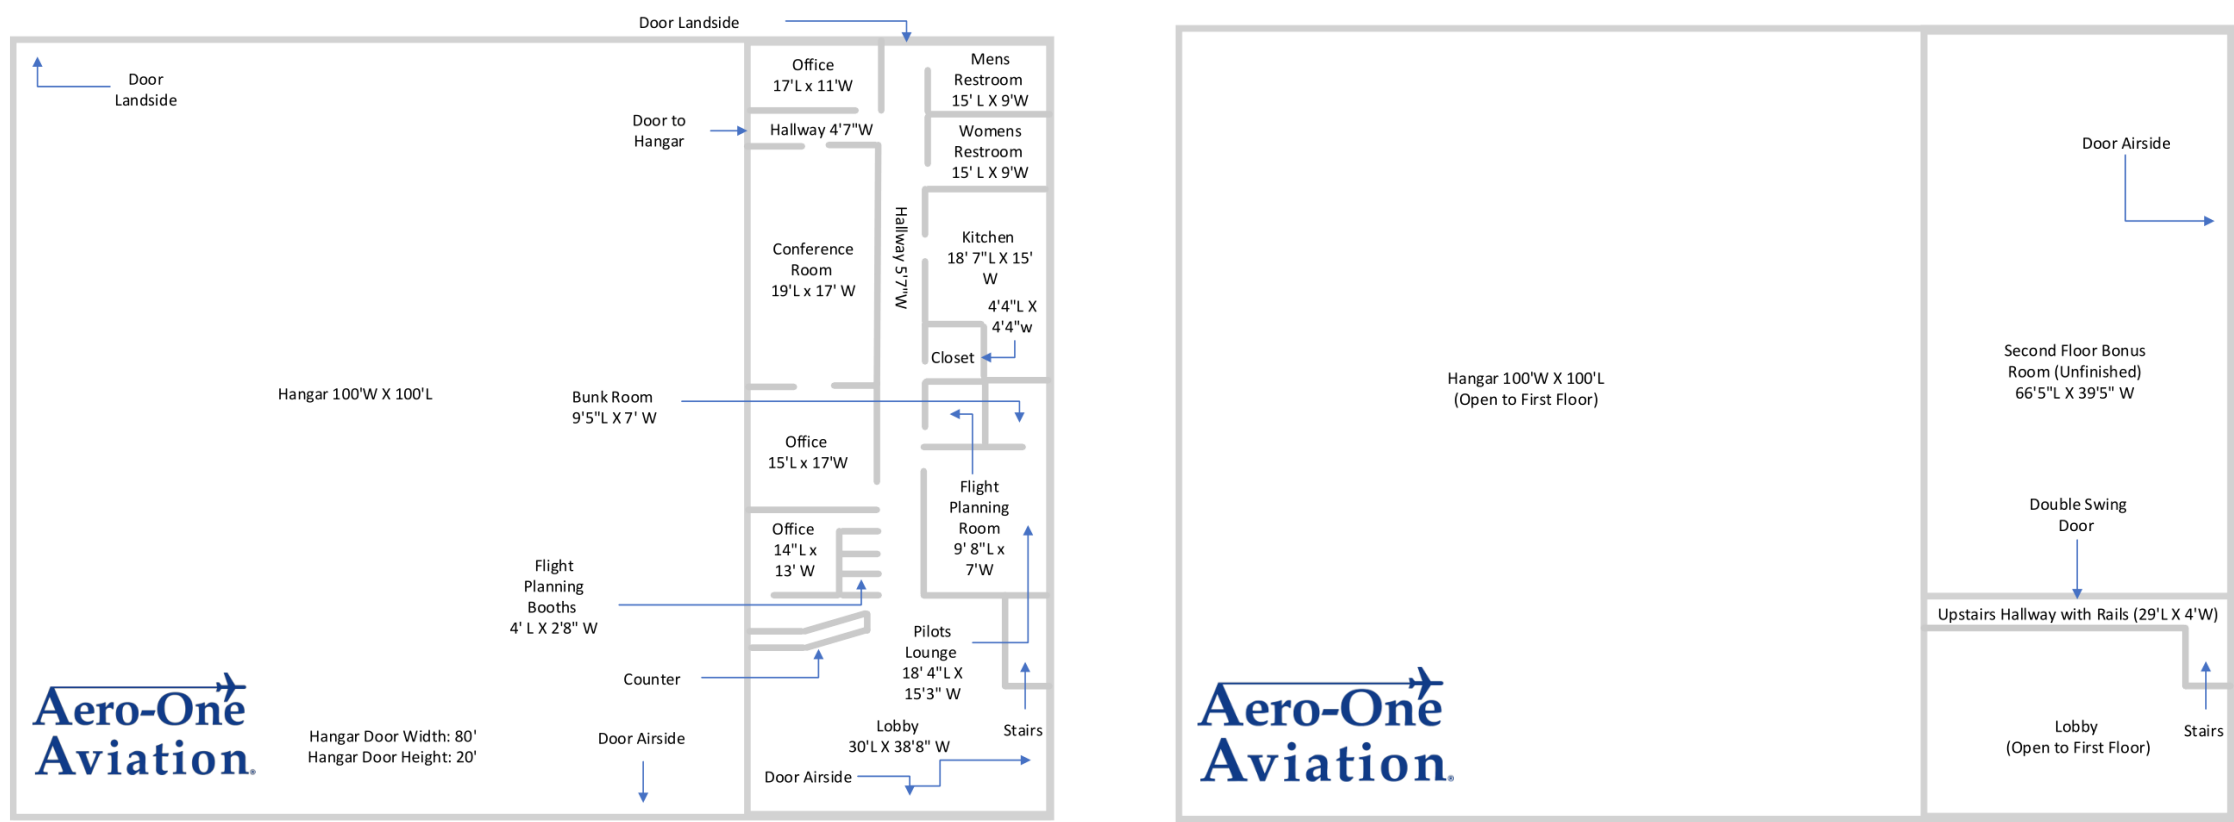 Door Landside
Door
Landside
Office
17'L x 11'W
Mens
Restroom
15' L X 9'W
Door to
Hangar
Hallway 4'7"W
Womens
Restroom
15' L X 9'W
Hallway 5'7"W
Conference
Room
19'L x 17' W
Kitchen
18' 7"L X 15'
W
4'4"L X
4'4"w
Closet
Hangar 100'W X 100'L
Bunk Room
9'5"L X 7' W
Office
15'L x 17'W
Flight
Planning
Room
9' 8"L x
7'W
Office
14"L x
13' W
Flight
Planning
Booths
4' L X 2'8" W
Counter
Pilots
Lounge
18' 4"L X
15'3" W
Stairs
Lobby
30'L X 38'8" W
Door Airside
Door Airside
Hangar Door Width: 80'
Hangar Door Height: 20'
Aero-One
Aviation®
Door Airside
Hangar 100'W X 100'L
(Open to First Floor)
Second Floor Bonus
Room (Unfinished)
66'5"L X 39'5" W
Double Swing
Door
Upstairs Hallway with Rails (29'L X 4'W)
Lobby
(Open to First Floor)
Stairs
Aero-One
Aviation®